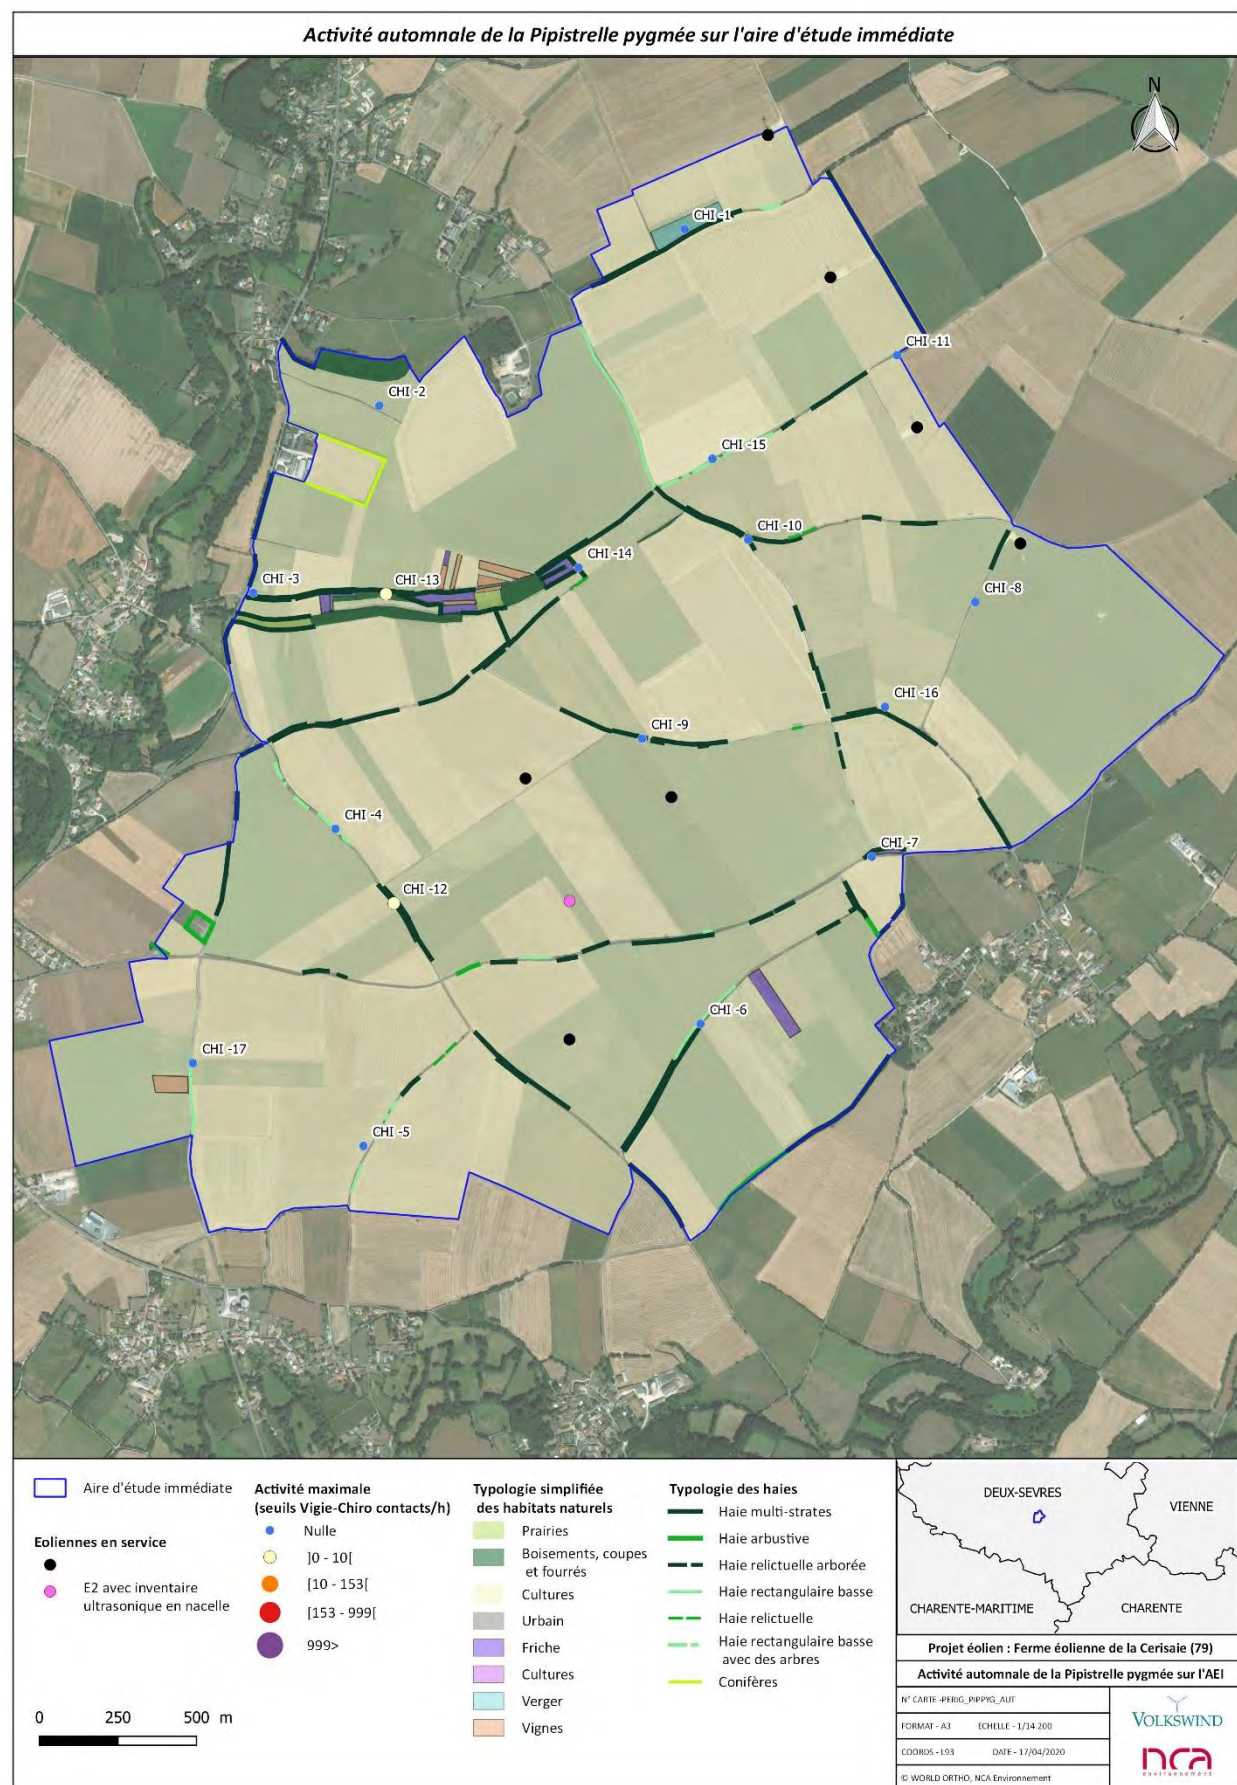 Activité automnale de la Pipistrelle pygmée sur l'aire d'étude immédiate
N
CHI -1
CHI -11
CHI -2
CHI -15
CHI -10
CHI -14
CHI -3
CHI -13
CHI -8
CHI -16
CHI -9
CHI -4
CHI -7
CHI -12
CHI -6
CHI -17
CHI -5
Aire d'étude immédiate
Eoliennes en service
E2 avec inventaire
ultrasonique en nacelle
0 250 500 m
Activité maximale
(seuils Vigie-Chiro contacts/h)
Nulle
]0 - 10[
[10 - 153[
[153 - 999[
999>
Typologie simplifiée
des habitats naturels
Prairies
Boisements, coupes
et fourrés
Cultures
Urbain
Friche
Cultures
Verger
Vignes
Typologie des haies
Haie multi-strates
Haie arbustive
Haie relictuelle arborée
Haie rectangulaire basse
Haie relictuelle
Haie rectangulaire basse
avec des arbres
Conifères
DEUX-SEVRES
VIENNE
CHARENTE-MARITIME
CHARENTE
Projet éolien : Ferme éolienne de la Cerisaie (79)
Activité automnale de la Pipistrelle pygmée sur l'AEI
N° CARTE -PERIG_PIPPYG_AUT
FORMAT - A3 ECHELLE - 1/14 200
COORDS - L93 DATE - 17/04/2020
© WORLD ORTHO, NCA Environnement
VOLKSWIND
nca
environnement